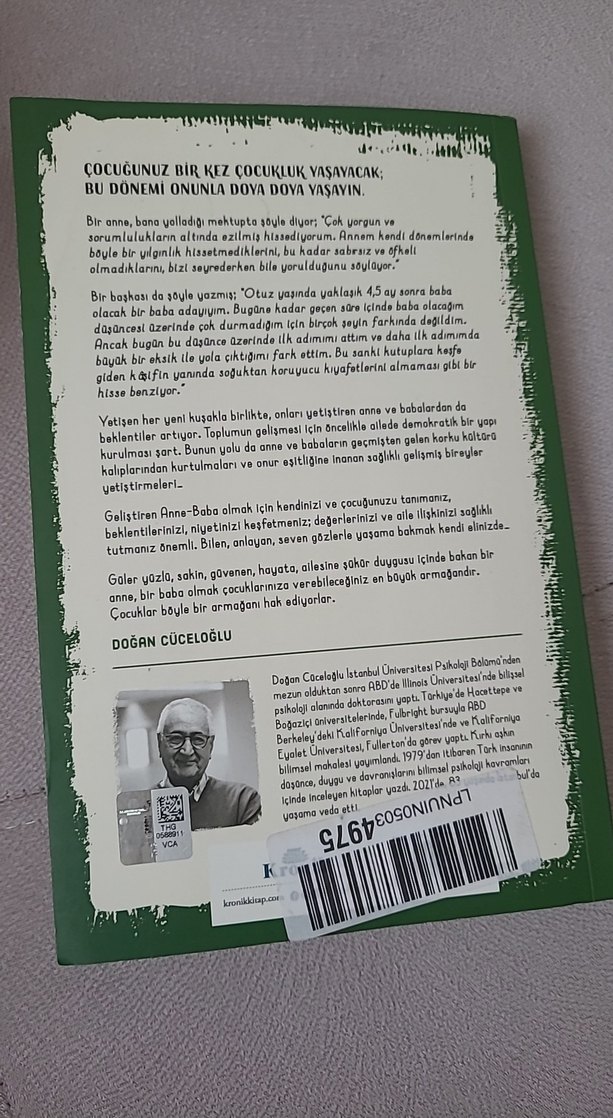 ÇOCUĞUNUZ BİR KEZ ÇOCUKLUK YAŞAYACAK;
BU DÖNEMİ ONUNLA DOYA DOYA YAŞAYIN.
Bir anne, bana yolladığı mektupta şöyle diyor; "Çok yorgun ve
sorumlulukların altında ezilmiş hissediyorum. Annem kendi dönemlerinde
böyle bir yılgınlık hissetmediklerini, bu kadar sabırsız ve öfkeli
olmadıklarını, bizi seyrederken bile yorulduğunu söylüyor."
Bir başkası da şöyle yazmış; "Otuz yaşında yaklaşık 4,5 ay sonra baba
olacak bir baba adayıyım. Bugüne kadar geçen süre içinde baba olacağım
düşüncesi üzerinde çok durmadığım için birçok şeyin farkında değildim.
Ancak bugün bu düşünce üzerinde ilk adımımı attım ve daha ilk adımımda
büyük bir eksik ile yola çıktığımı fark ettim. Bu sanki kutuplara keşfe
giden kâşifin yanında soğuktan koruyucu kıyafetlerini almaması gibi bir
hisse benziyor."
Yetişen her yeni kuşakla birlikte, onları yetiştiren anne ve babalardan da
beklentiler artıyor. Toplumun gelişmesi için öncelikle ailede demokratik bir yapı
kurulması şart. Bunun yolu da anne ve babaların geçmişten gelen korku kültürü
kalıplarından kurtulmaları ve onur eşitliğine inanan sağlıklı gelişmiş bireyler
yetiştirmeleri...
Geliştiren Anne-Baba olmak için kendinizi ve çocuğunuzu tanımanız,
beklentilerinizi, niyetinizi keşfetmeniz; değerlerinizi ve aile ilişkinizi sağlıklı
tutmanız önemli. Bilen, anlayan, seven gözlerle yaşama bakmak kendi elinizde...
Güler yüzlü, sakin, güvenen, hayata, ailesine şükür duygusu içinde bakan bir
anne, bir baba olmak çocuklarınıza verebileceğiniz en büyük armağandır.
Çocuklar böyle bir armağanı hak ediyorlar.
DOĞAN CÜCELOĞLU
Doğan Cüceloğlu İstanbul Üniversitesi Psikoloji Bölümü'nden
mezun olduktan sonra ABD'de Illinois Üniversitesi'nde bilişsel
psikoloji alanında doktorasını yaptı. Türkiye'de Hacettepe ve
Boğaziçi üniversitelerinde, Fulbright bursuyla ABD
Berkeley'deki Kaliforniya Üniversitesi'nde ve Kaliforniya
Eyalet Üniversitesi, Fullerton'da görev yaptı. Kırkı aşkın
bilimsel makalesi yayımlandı. 1979'dan itibaren Türk insanının
düşünce, duygu ve davranışlarını bilimsel psikoloji kavramları
içinde inceleyen kitaplar yazdı. 2021'de, 83
yaşama veda etti.
THG
0588911
VCA
kronikkitap.com
LPNUIN0503
4975